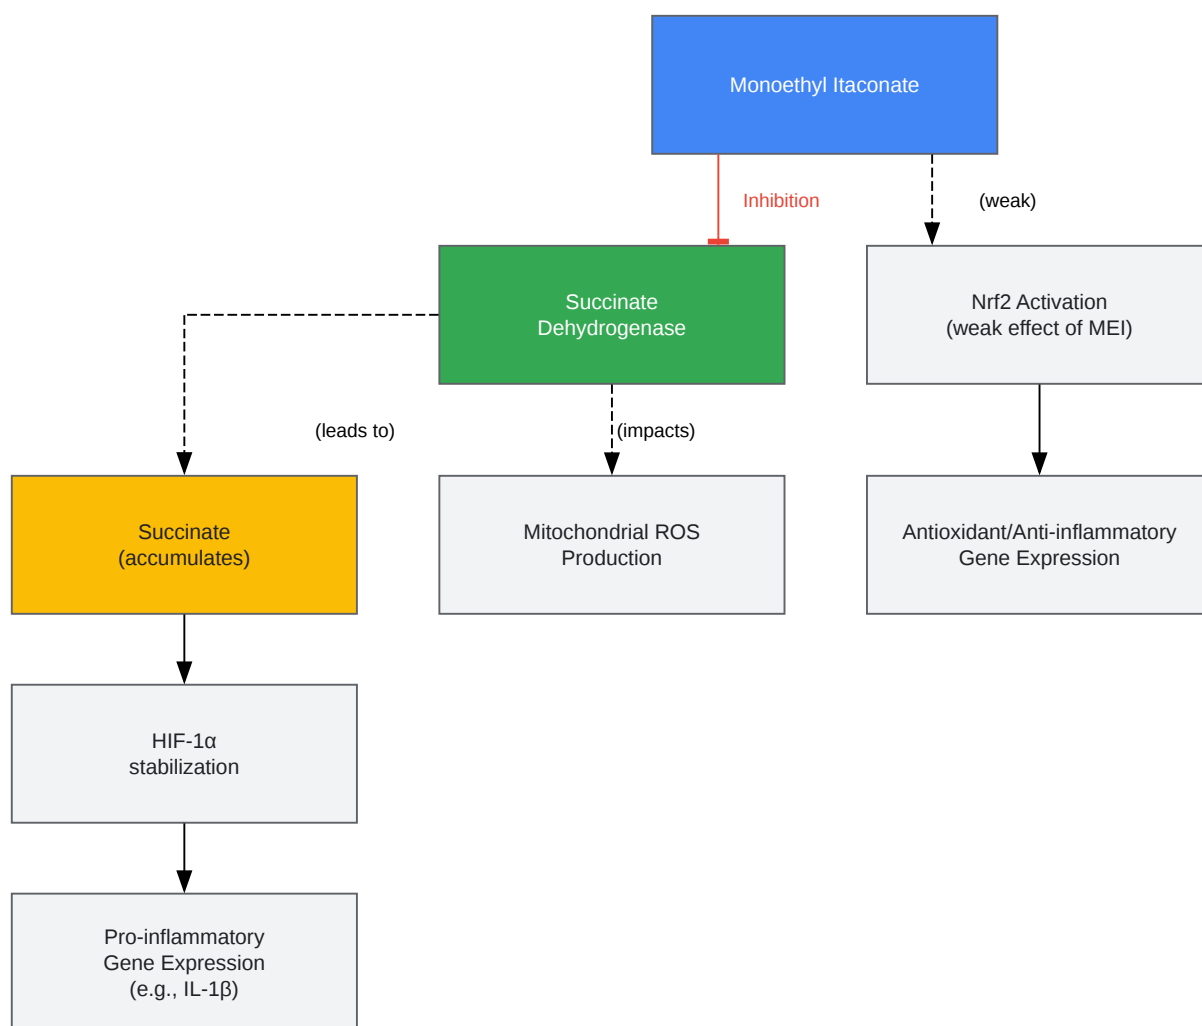 Monoethyl Itaconate
Inhibition
(weak)
Succinate
Dehydrogenase
Nrf2 Activation
(weak effect of MEI)
(leads to)
(impacts)
Succinate
(accumulates)
Mitochondrial ROS
Production
Antioxidant/Anti-inflammatory
Gene Expression
HIF-1α
stabilization
Pro-inflammatory
Gene Expression
(e.g., IL-1β)